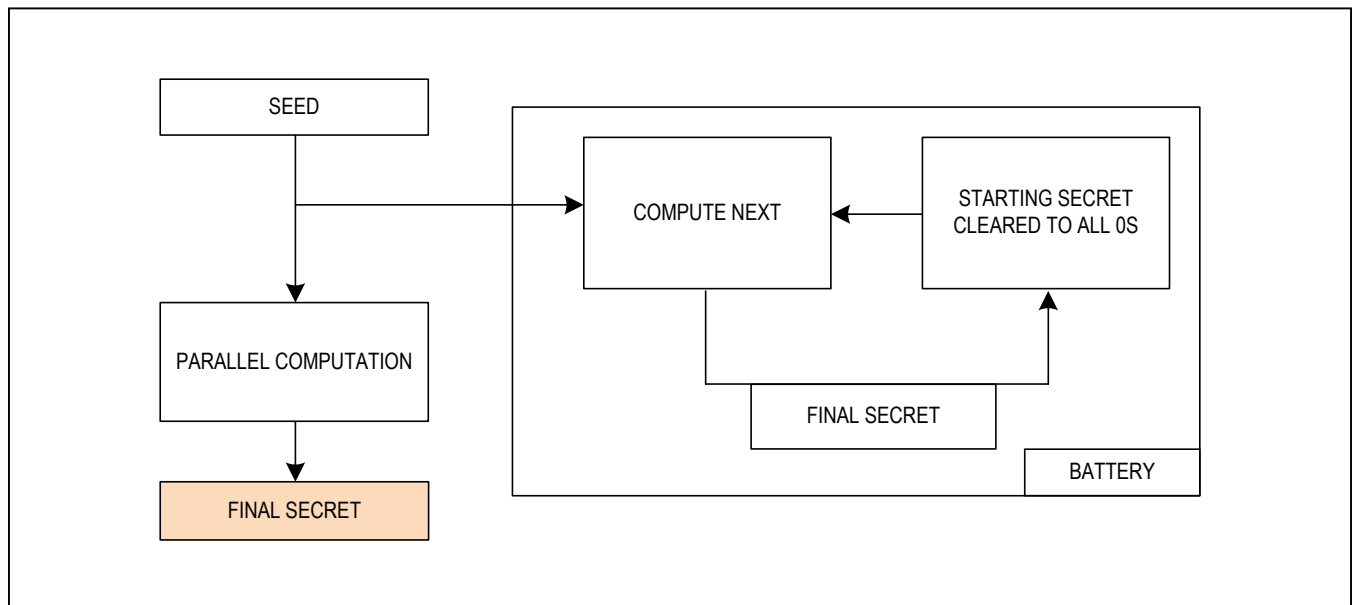 SEED
COMPUTE NEXT
STARTING SECRET
CLEARED TO ALL 0S
PARALLEL COMPUTATION
FINAL SECRET
BATTERY
FINAL SECRET